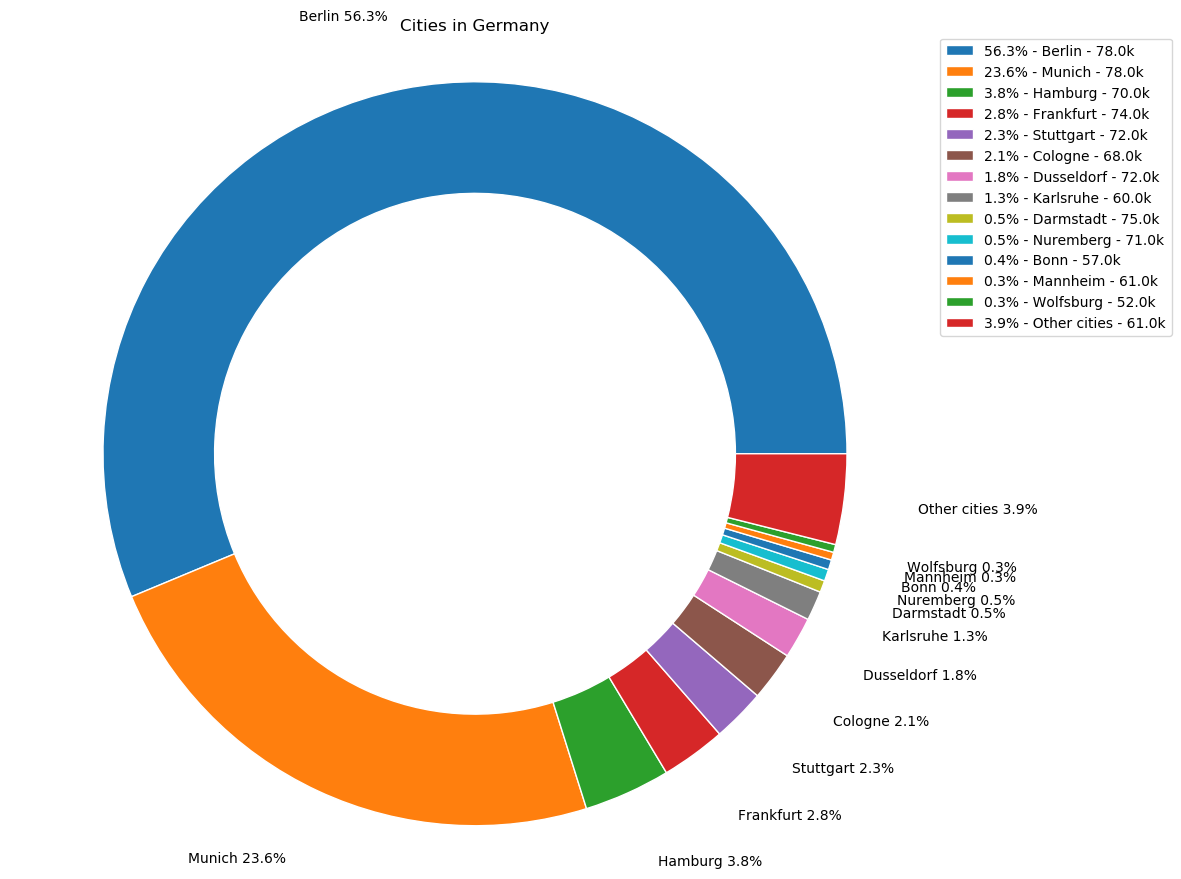 Berlin 56.3%
Cities in Germany
56.3% - Berlin - 78.0k
23.6% - Munich - 78.0k
3.8% - Hamburg - 70.0k
2.8% - Frankfurt - 74.0k
2.3% - Stuttgart - 72.0k
2.1% - Cologne - 68.0k
1.8% - Dusseldorf - 72.0k
1.3% - Karlsruhe - 60.0k
0.5% - Darmstadt - 75.0k
0.5% - Nuremberg - 71.0k
0.4% - Bonn - 57.0k
0.3% - Mannheim - 61.0k
0.3% - Wolfsburg - 52.0k
3.9% - Other cities - 61.0k
Other cities 3.9%
Wolfsburg 0.3%
Mannheim 0.3%
Bonn 0.4%
Nuremberg 0.5%
Darmstadt 0.5%
Karlsruhe 1.3%
Dusseldorf 1.8%
Cologne 2.1%
Stuttgart 2.3%
Frankfurt 2.8%
Munich 23.6%
Hamburg 3.8%